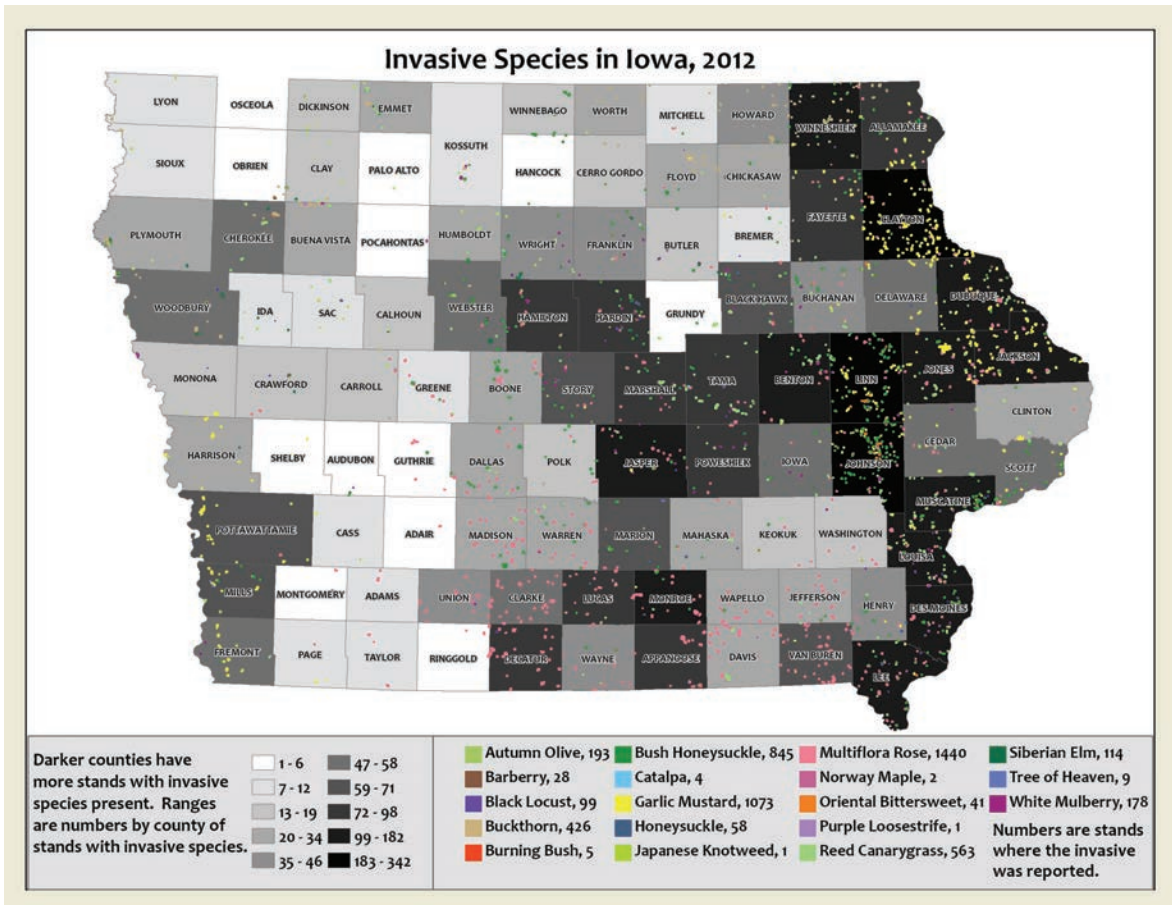 Invasive Species in Iowa, 2012
LYON
OSCEOLA
DICKINSON
EMMET
WINNEBAGO
WORTH
MITCHELL
HOWARD
WINNESHIEK
ALLAMAKEE
KOSSUTH
SIOUX
OBRIEN
CLAY
PALO ALTO
HANCOCK
CERRO GORDO
FLOYD
CHICKASAW
FAYETTE
CLAYTON
PLYMOUTH
CHEROKEE
BUENA VISTA
POCAHONTAS
HUMBOLDT
WRIGHT
FRANKLIN
BUTLER
BREMER
WOODBURY
IDA
SAC
CALHOUN
WEBSTER
HAMILTON
HARDIN
GRUNDY
BLACK HAWK
BUCHANAN
DELAWARE
DUBUQUE
MONONA
CRAWFORD
CARROLL
GREENE
BOONE
STORY
MARSHALL
TAMA
BENTON
LINN
JONES
JACKSON
CLINTON
HARRISON
SHELBY
AUDUBON
GUTHRIE
DALLAS
POLK
JASPER
POWESHIEK
IOWA
JOHNSON
CEDAR
SCOTT
MUSCATINE
POTTAWATTAMIE
CASS
ADAIR
MADISON
WARREN
MARION
MAHASKA
KEOKUK
WASHINGTON
LOUISA
MILLS
MONTGOMERY
ADAMS
UNION
CLARKE
LUCAS
MONROE
WAPELLO
JEFFERSON
HENRY
DES MOINES
FREMONT
PAGE
TAYLOR
RINGGOLD
DECATUR
WAYNE
APPANOOSE
DAVIS
VAN BUREN
LEE
Darker counties have
more stands with invasive
species present. Ranges
are numbers by county of
stands with invasive species.
1 - 6
7 - 12
13 - 19
20 - 34
35 - 46
47 - 58
59 - 71
72 - 98
99 - 182
183 - 342
Autumn Olive, 193
Barberry, 28
Black Locust, 99
Buckthorn, 426
Burning Bush, 5
Bush Honeysuckle, 845
Catalpa, 4
Garlic Mustard, 1073
Honeysuckle, 58
Japanese Knotweed, 1
Multiflora Rose, 1440
Norway Maple, 2
Oriental Bittersweet, 41
Purple Loosestrife, 1
Reed Canarygrass, 563
Siberian Elm, 114
Tree of Heaven, 9
White Mulberry, 178
Numbers are stands
where the invasive
was reported.